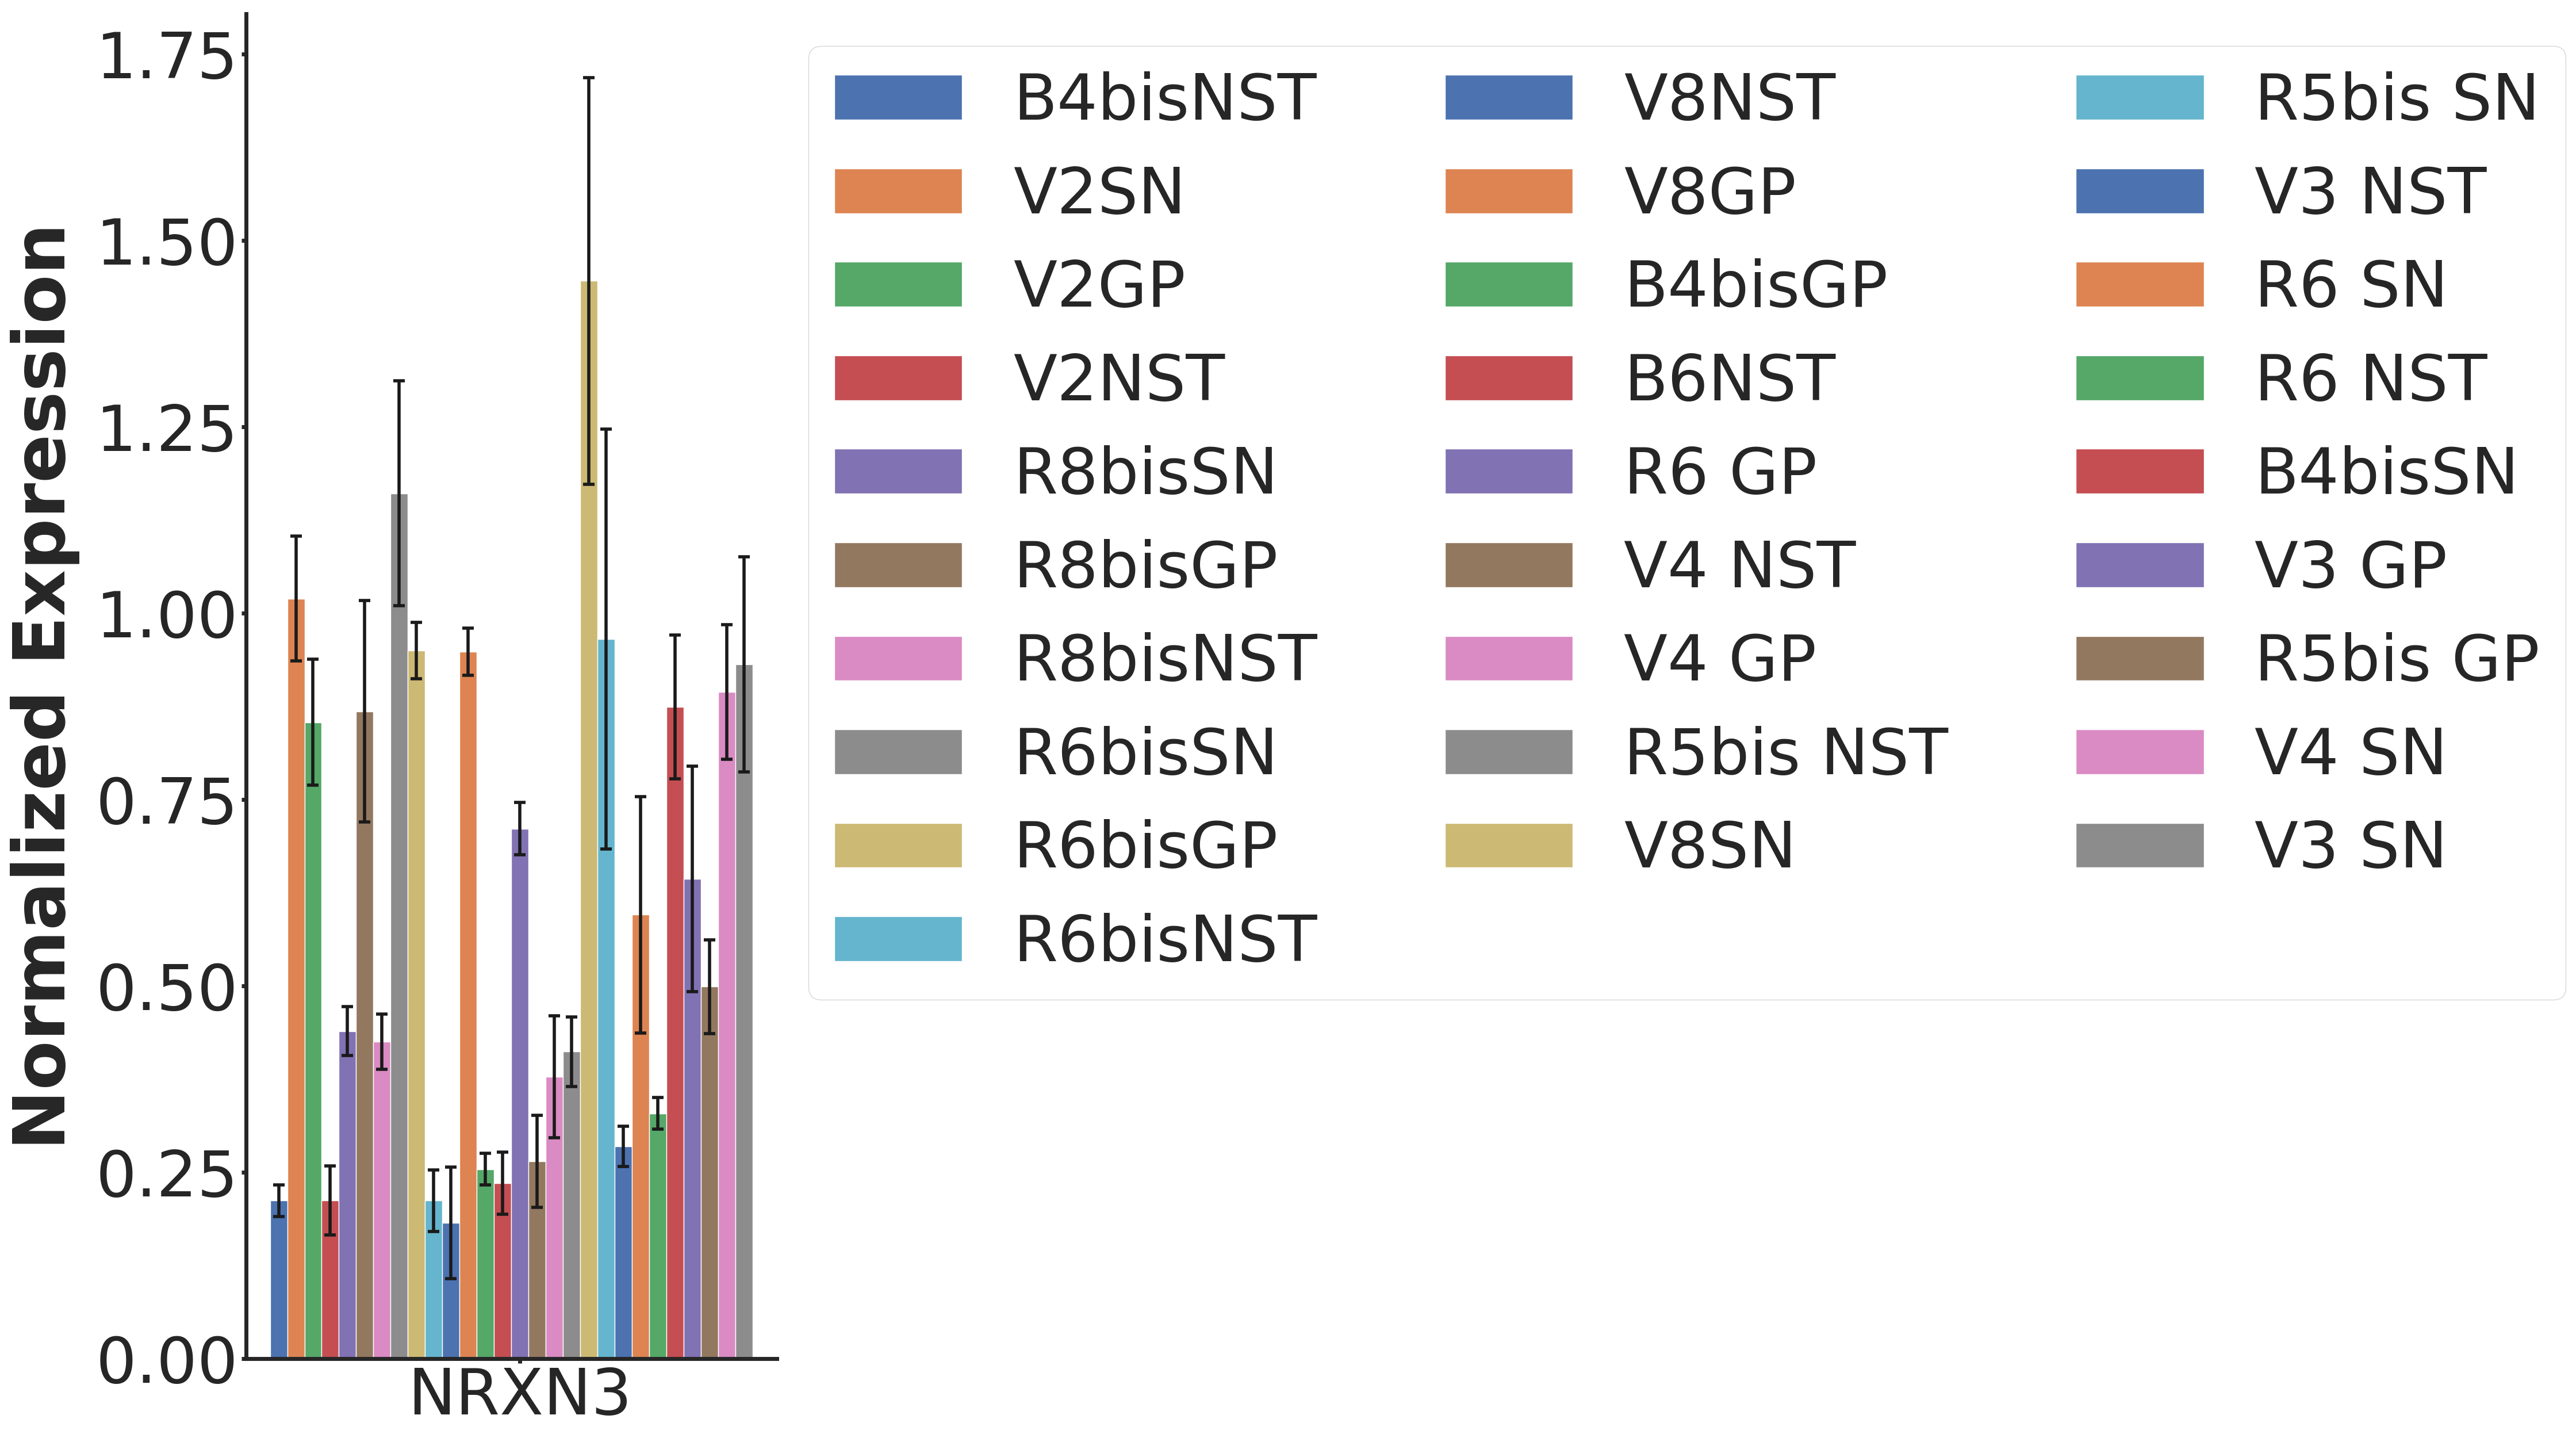 Normalized Expression
1.75
1.50
1.25
1.00
0.75
0.50
0.25
0.00
NRXN3
B4bisNST
V2SN
V2GP
V2NST
R8bisSN
R8bisGP
R8bisNST
R6bisSN
R6bisGP
R6bisNST
V8NST
V8GP
B4bisGP
B6NST
R6 GP
V4 NST
V4 GP
R5bis NST
V8SN
R5bis SN
V3 NST
R6 SN
R6 NST
B4bisSN
V3 GP
R5bis GP
V4 SN
V3 SN